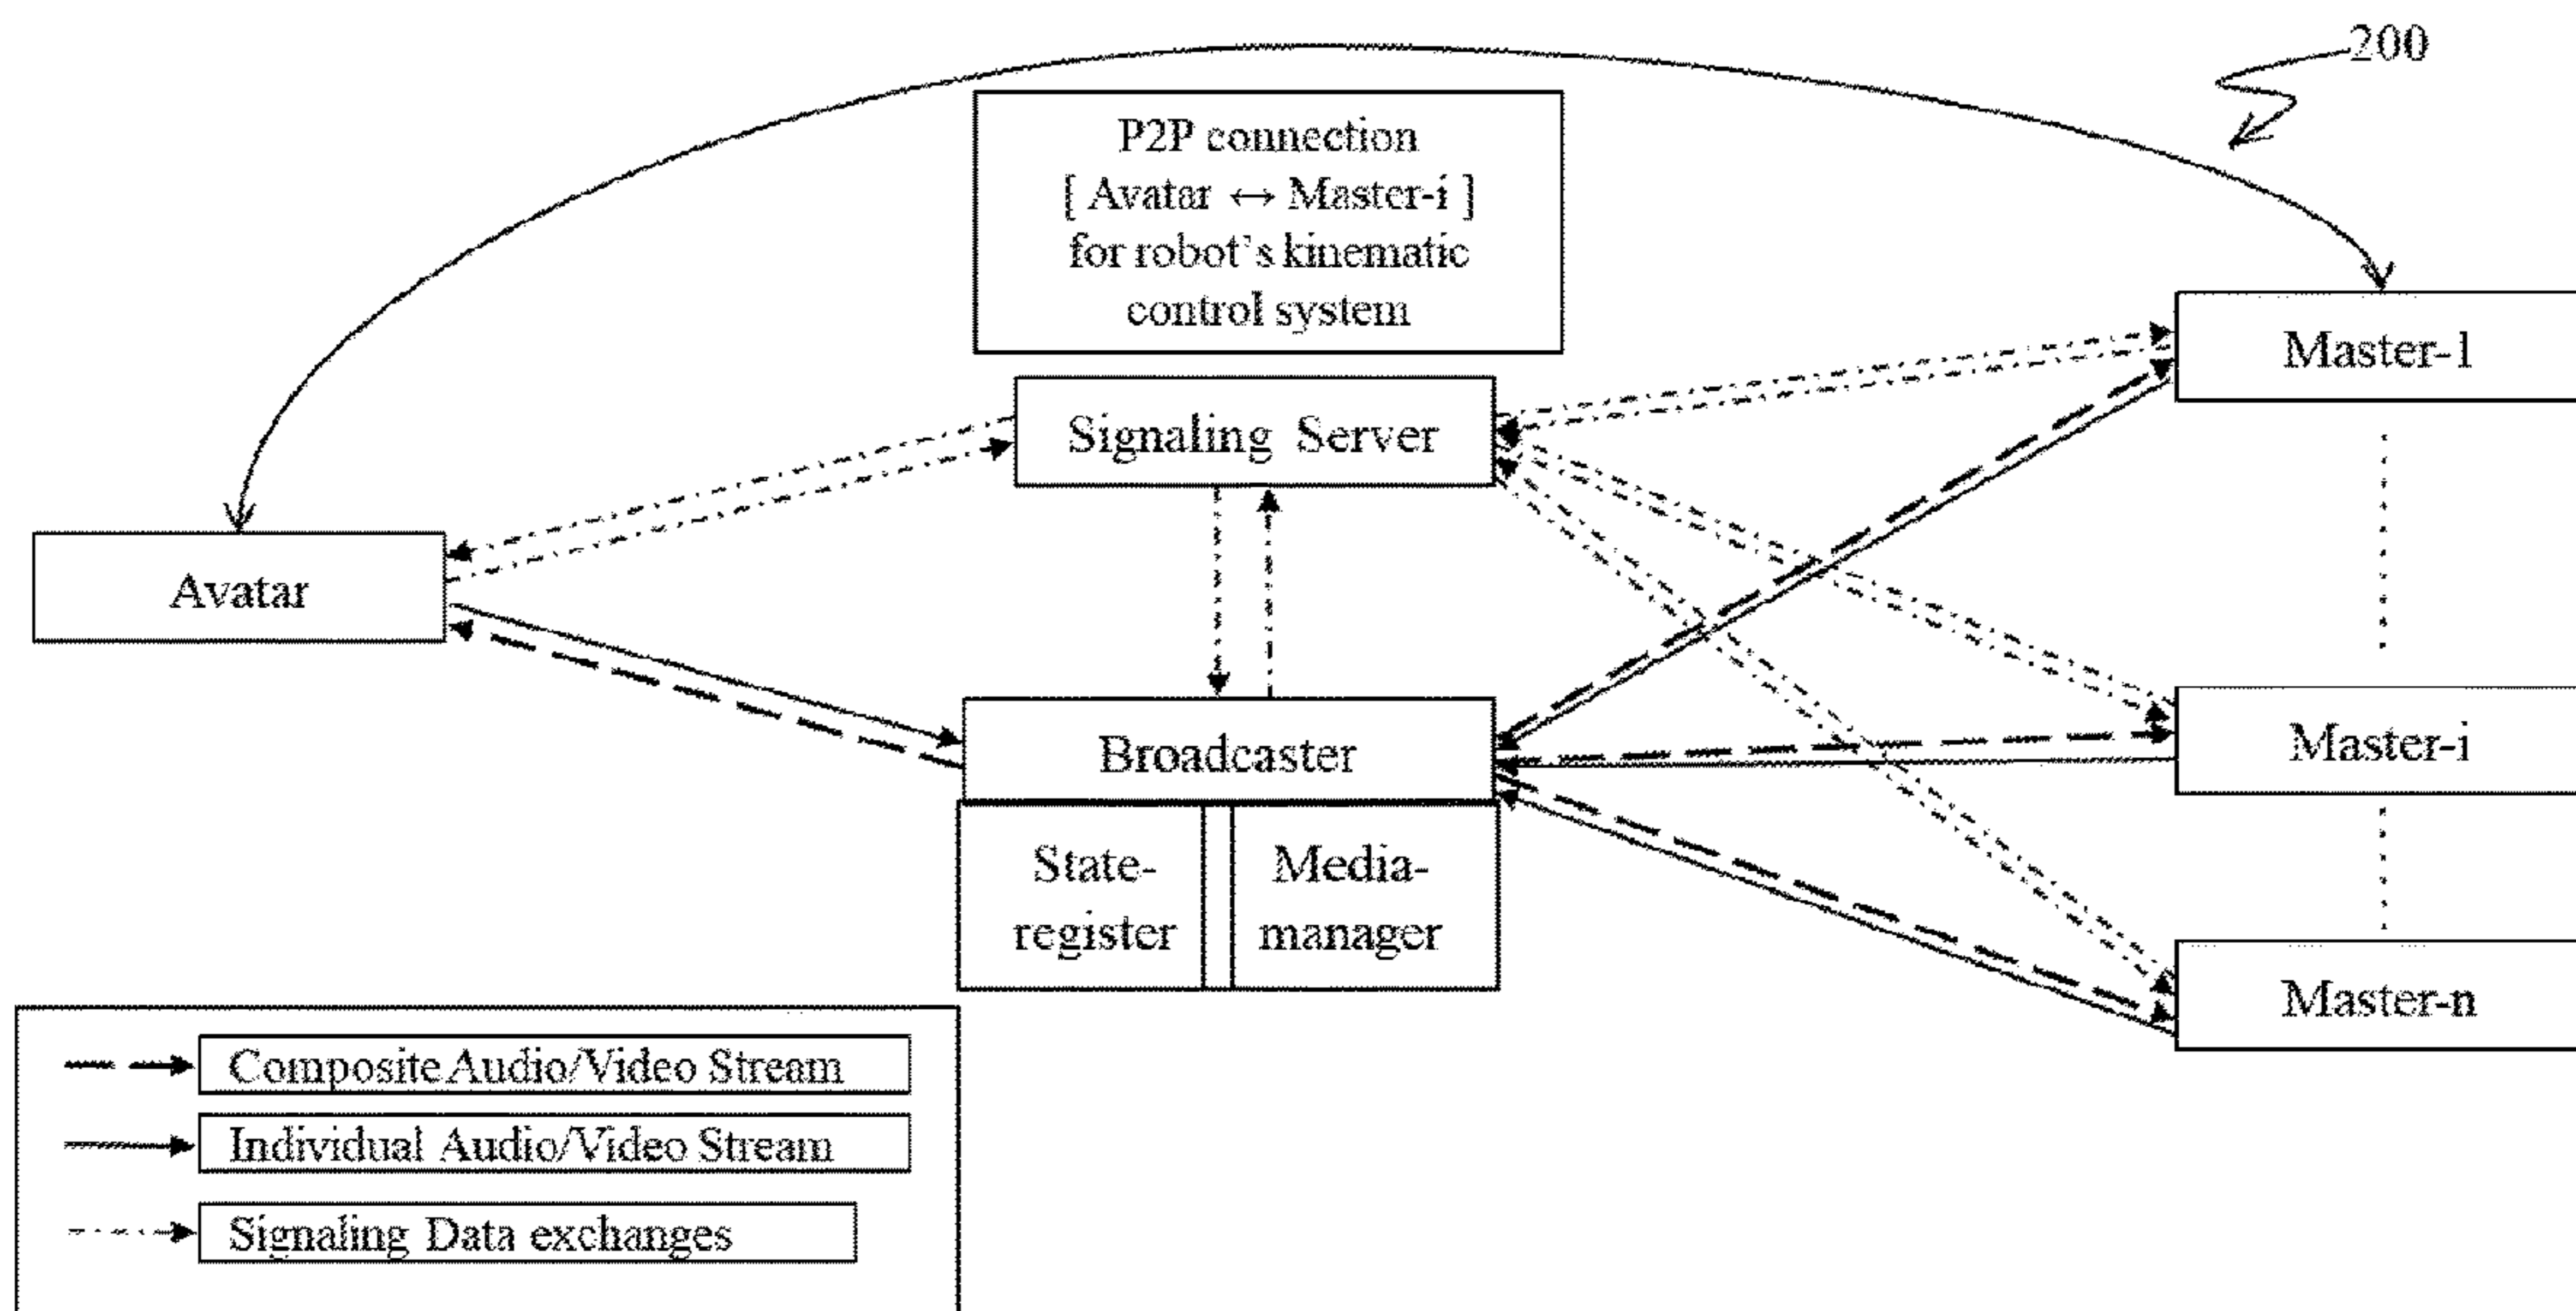 200
P2P connection
[ Avatar ↔ Master-i ]
for robot's kinematic
control system
Master-1
Signaling Server
Avatar
Broadcaster
Master-i
State-
register
Media-
manager
Master-n
Composite Audio/Video Stream
Individual Audio/Video Stream
Signaling Data exchanges